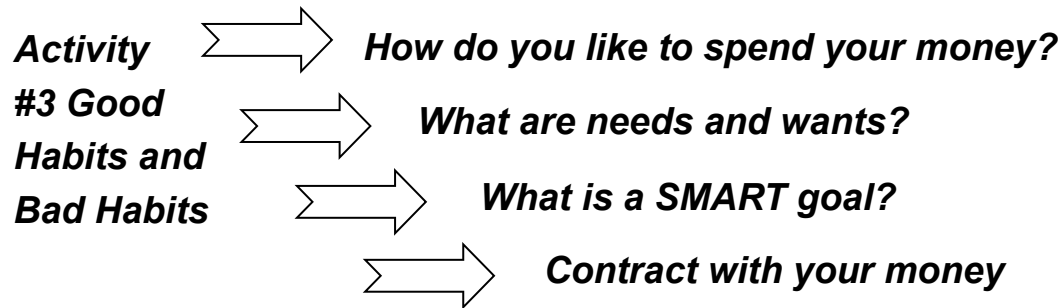 Activity
#3 Good
Habits and
Bad Habits
How do you like to spend your money?
What are needs and wants?
What is a SMART goal?
Contract with your money